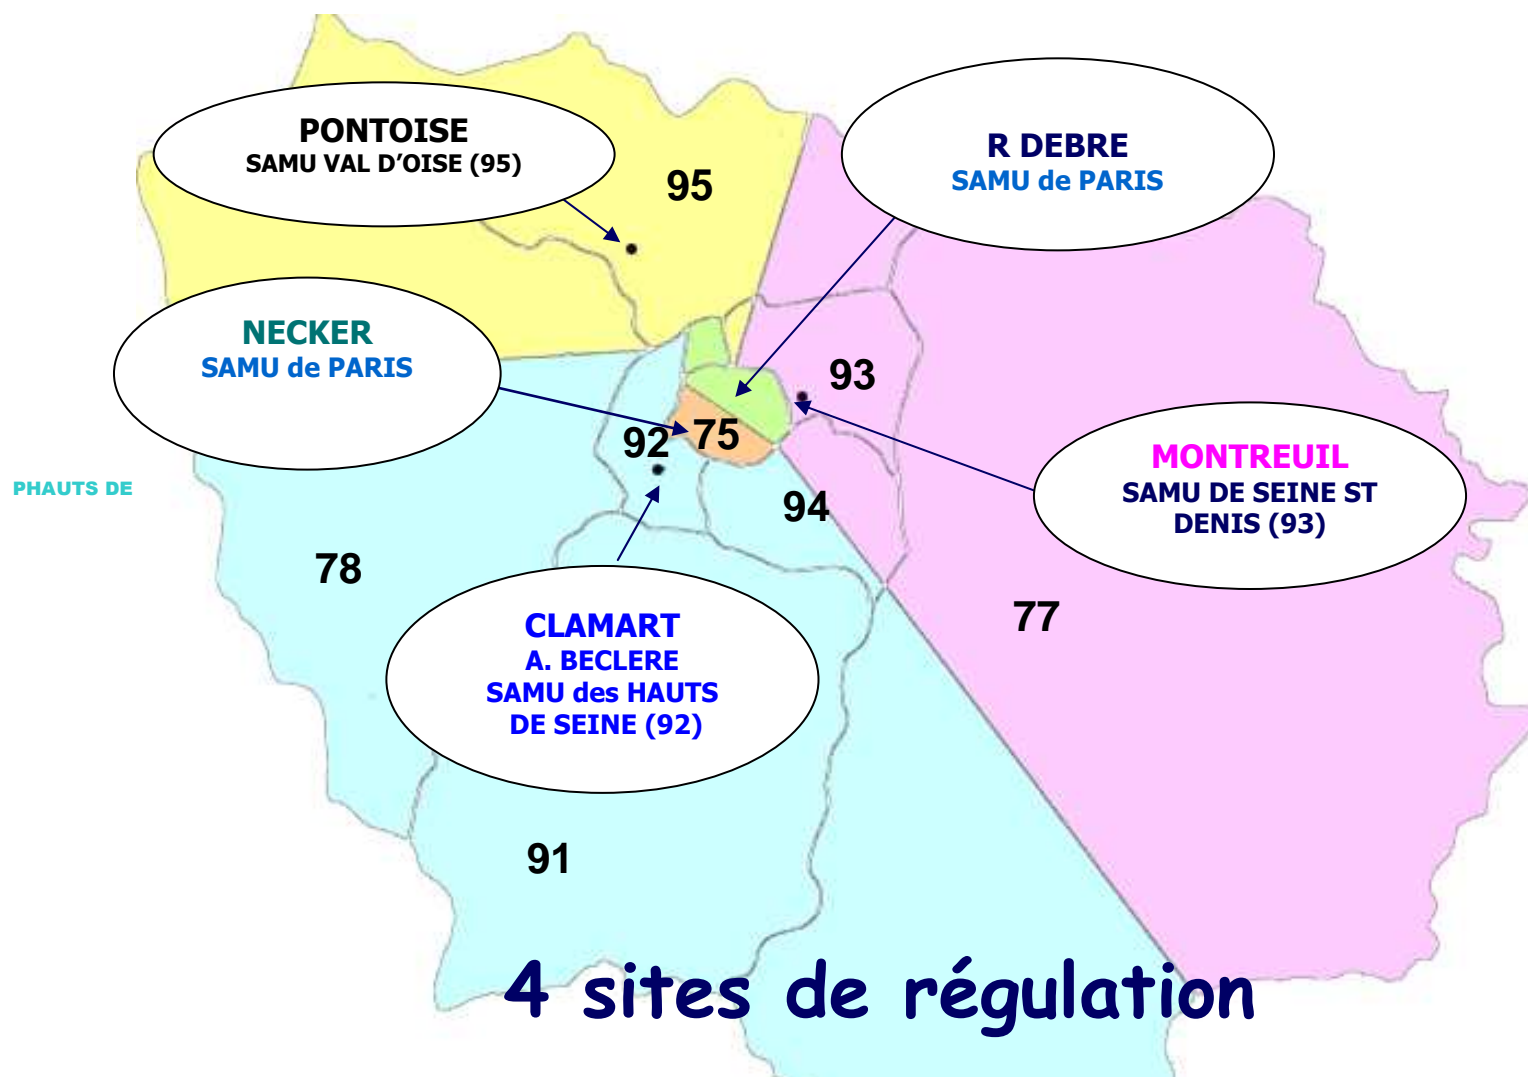 PONTOISE
SAMU VAL D’OISE (95)
R DEBRE
SAMU de PARIS
95
NECKER
SAMU de PARIS
93
92
75
MONTREUIL
SAMU DE SEINE ST
DENIS (93)
PHAUTS DE
94
78
77
CLAMART
A. BECLERE
SAMU des HAUTS
DE SEINE (92)
91
4 sites de régulation